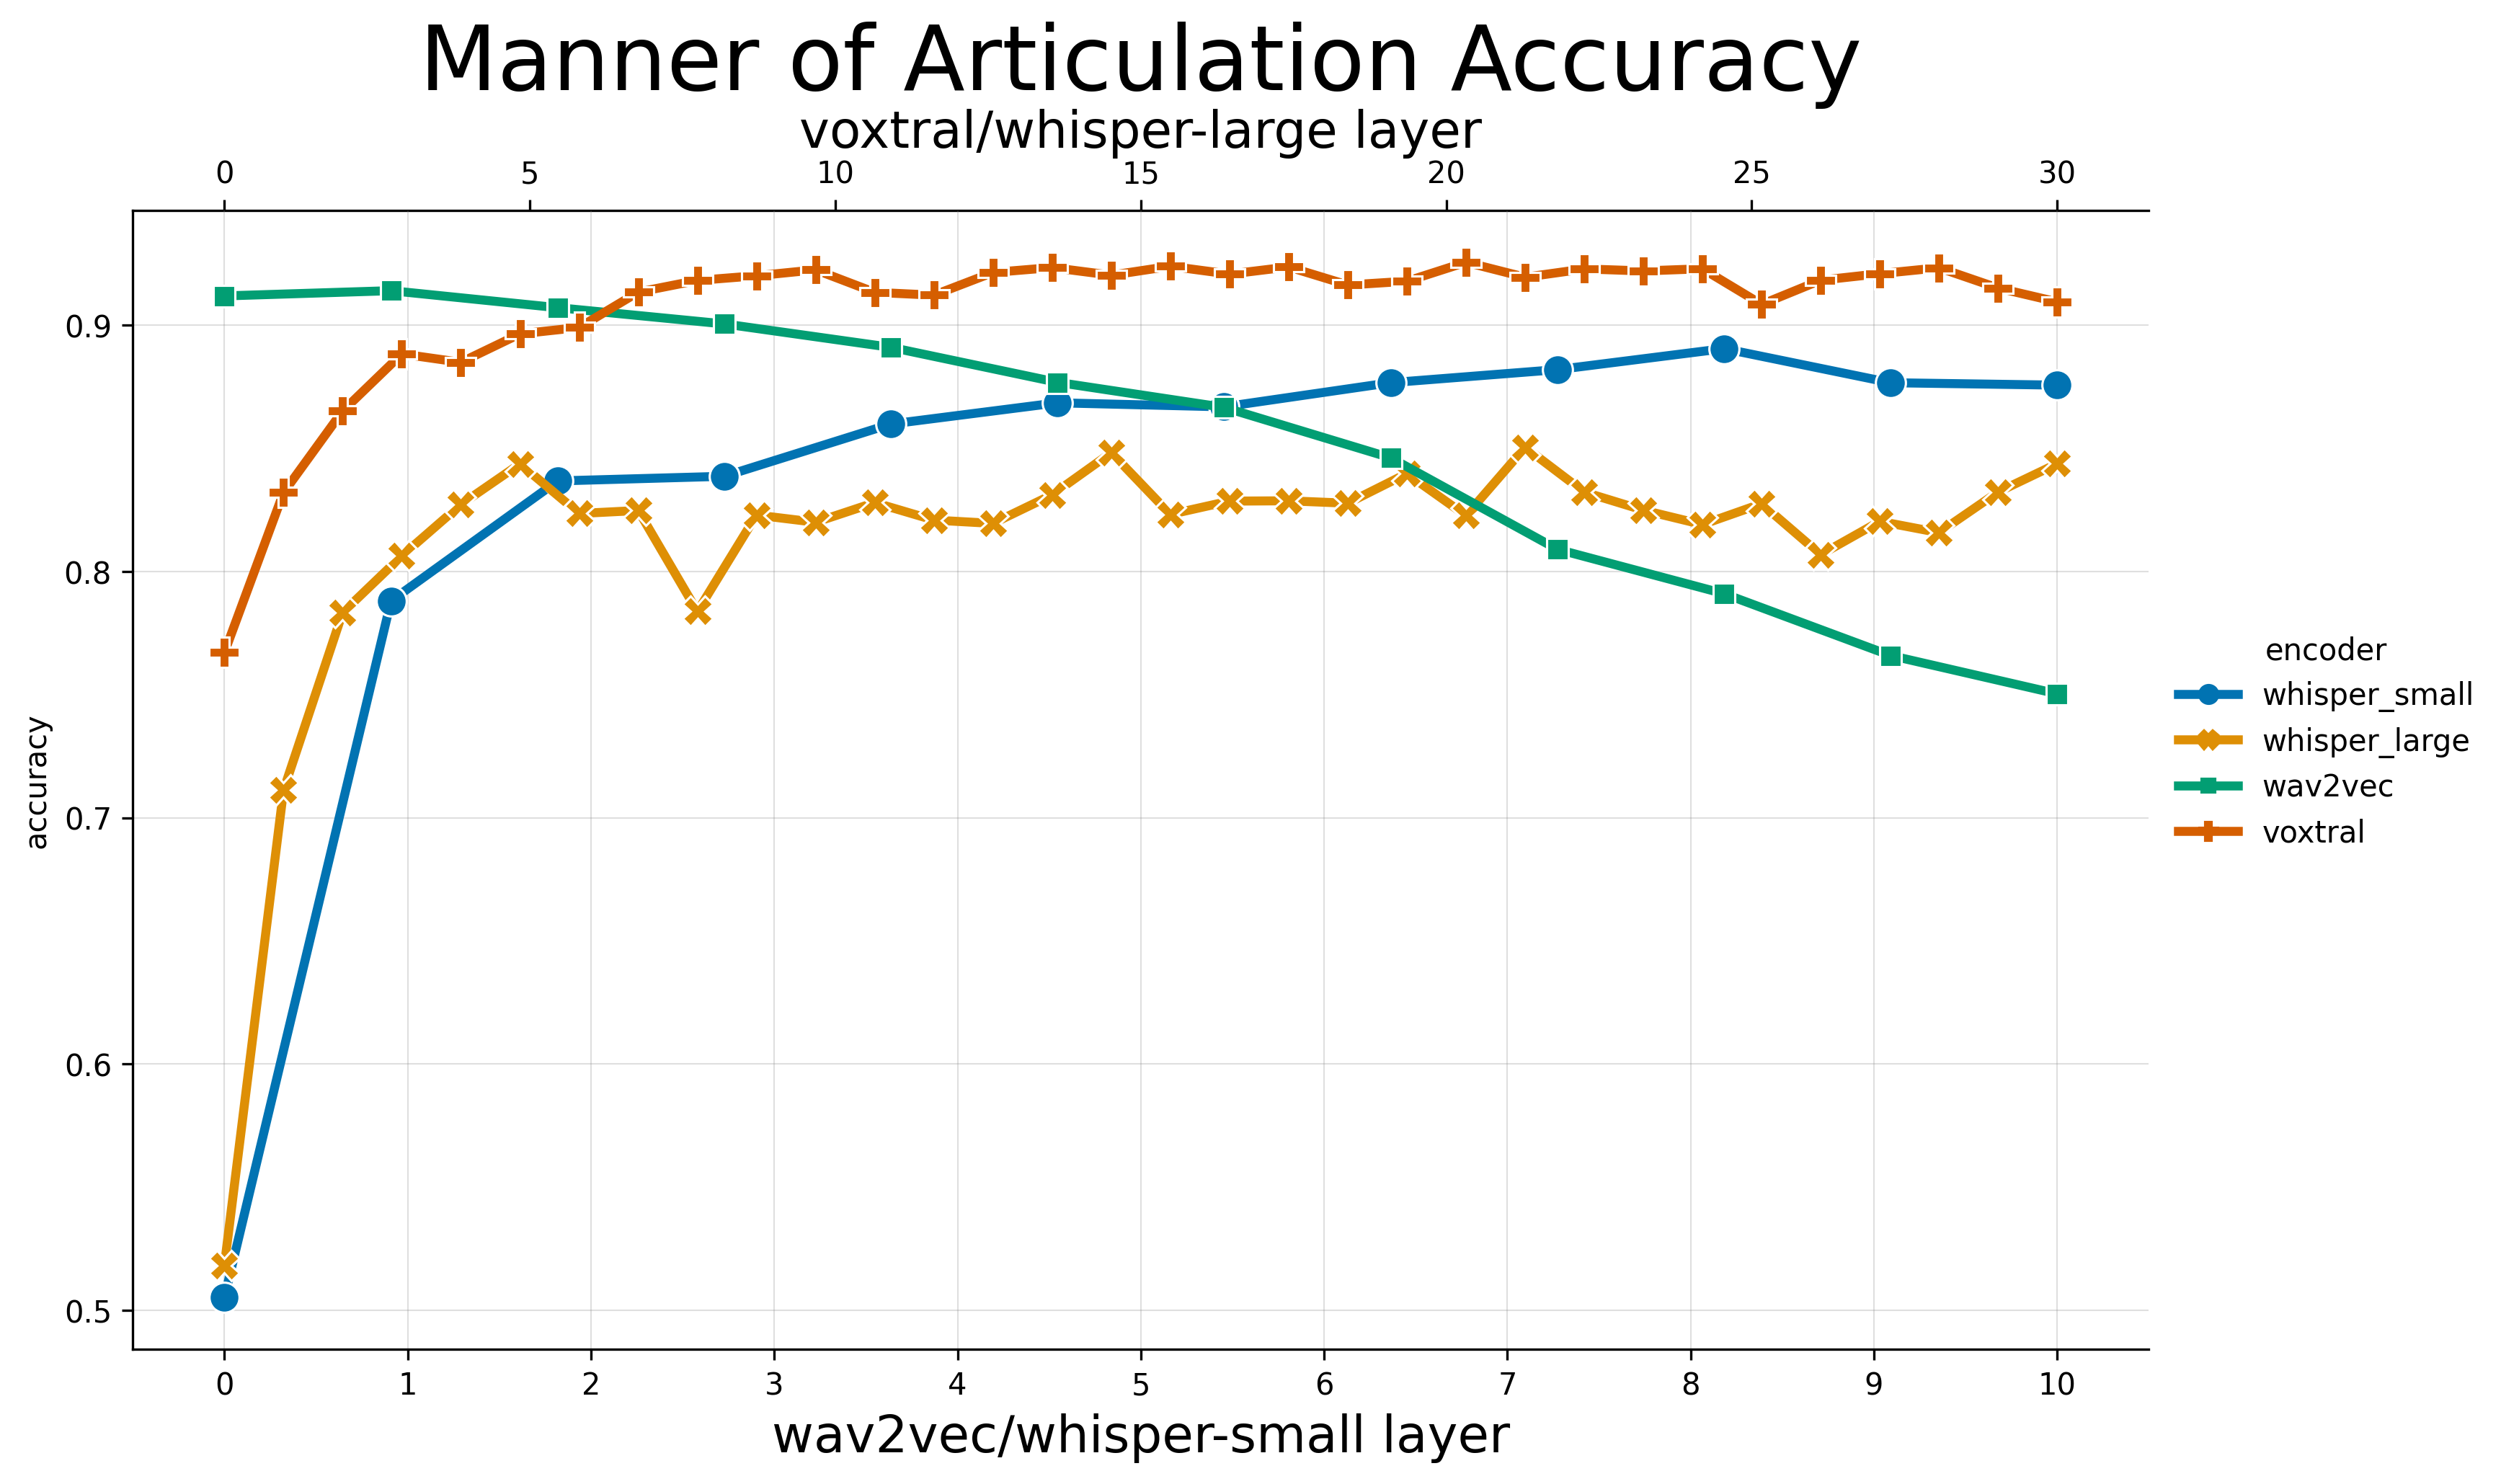 Manner of Articulation Accuracy
voxtral/whisper-large layer
0 5 10 15 20 25 30
accuracy
0.9
0.8
0.7
0.6
0.5
encoder
whisper_small
whisper_large
wav2vec
voxtral
0 1 2 3 4 5 6 7 8 9 10
wav2vec/whisper-small layer